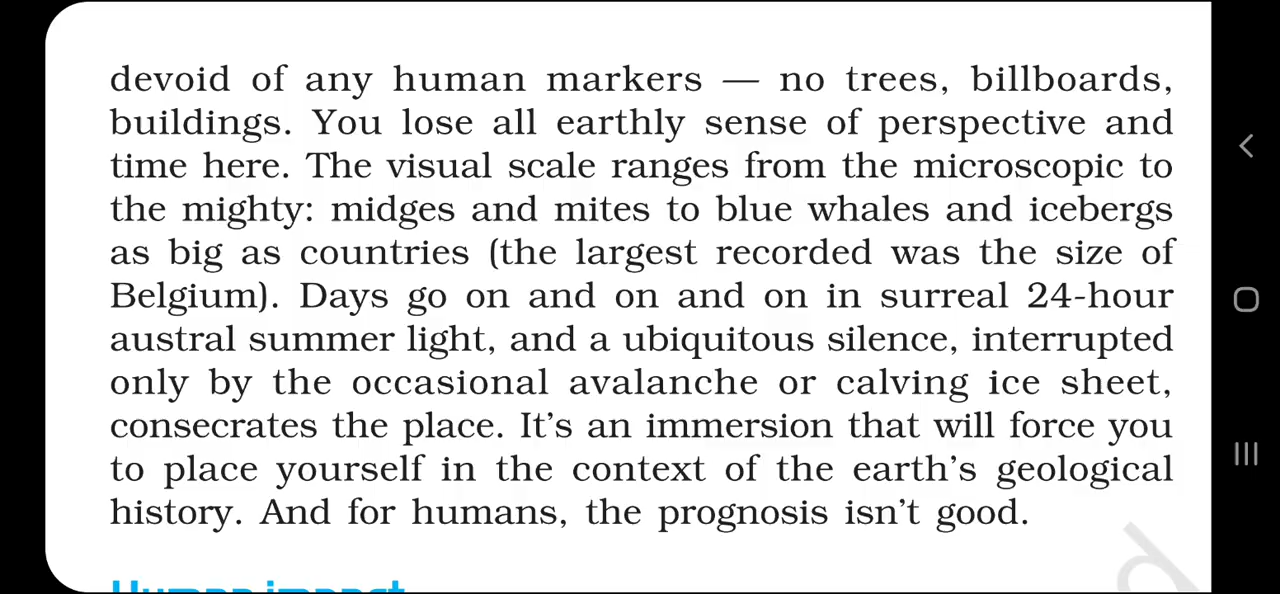 devoid of any human markers — no trees, billboards,
buildings. You lose all earthly sense of perspective and
time here. The visual scale ranges from the microscopic to
the mighty: midges and mites to blue whales and icebergs
as big as countries (the largest recorded was the size of
Belgium). Days go on and on and on in surreal 24-hour
austral summer light, and a ubiquitous silence, interrupted
only by the occasional avalanche or calving ice sheet,
consecrates the place. It’s an immersion that will force you
to place yourself in the context of the earth’s geological
history. And for humans, the prognosis isn’t good.
Human impact